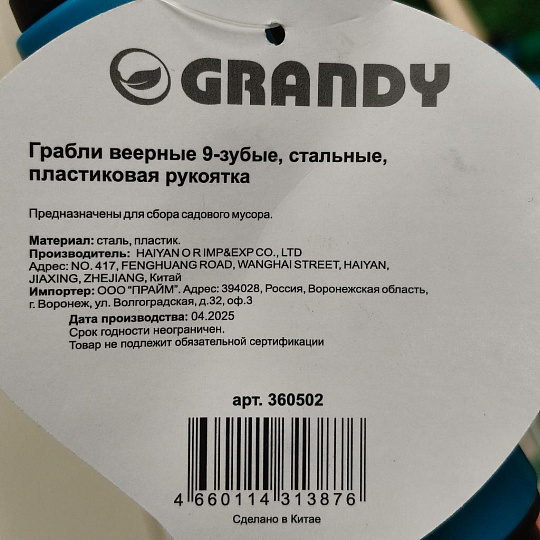 GRANDY
Грабли веерные 9-зубые, стальные,
пластиковая рукоятка
Предназначены для сбора садового мусора.
Материал: сталь, пластик.
Производитель: HAIYAN O R IMP&EXP CO., LTD
Адрес: NO. 417, FENGHUANG ROAD, WANGHAI STREET, HAIYAN,
JIAXING, ZHEJIANG, Китай
Импортер: ООО "ПРАЙМ". Адрес: 394028, Россия, Воронежская область,
г. Воронеж, ул. Волгоградская, д.32, оф.3
Дата производства: 04.2025
Срок годности неограничен.
Товар не подлежит обязательной сертификации
арт. 360502
4 660114 313876
Сделано в Китае